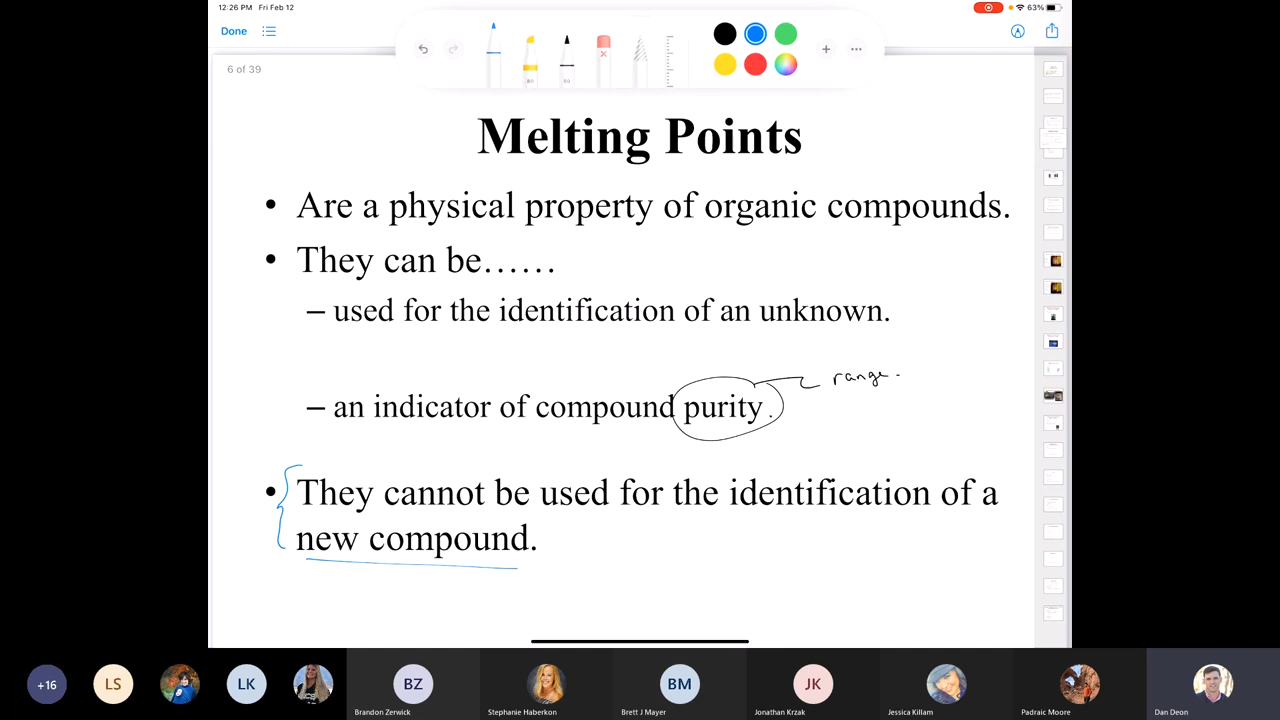 12:26 PM Fri Feb 12
63%
Done
6 of 39
80
50
Melting Points
• Are a physical property of organic compounds.
• They can be……
– used for the identification of an unknown.
range.
– an indicator of compound purity.
• They cannot be used for the identification of a
new compound.
+16
LS
LK
BZ
BM
JK
Brandon Zerwick
Stephanie Haberkon
Brett J Mayer
Jonathan Krzak
Jessica Killam
Padraic Moore
Dan Deon